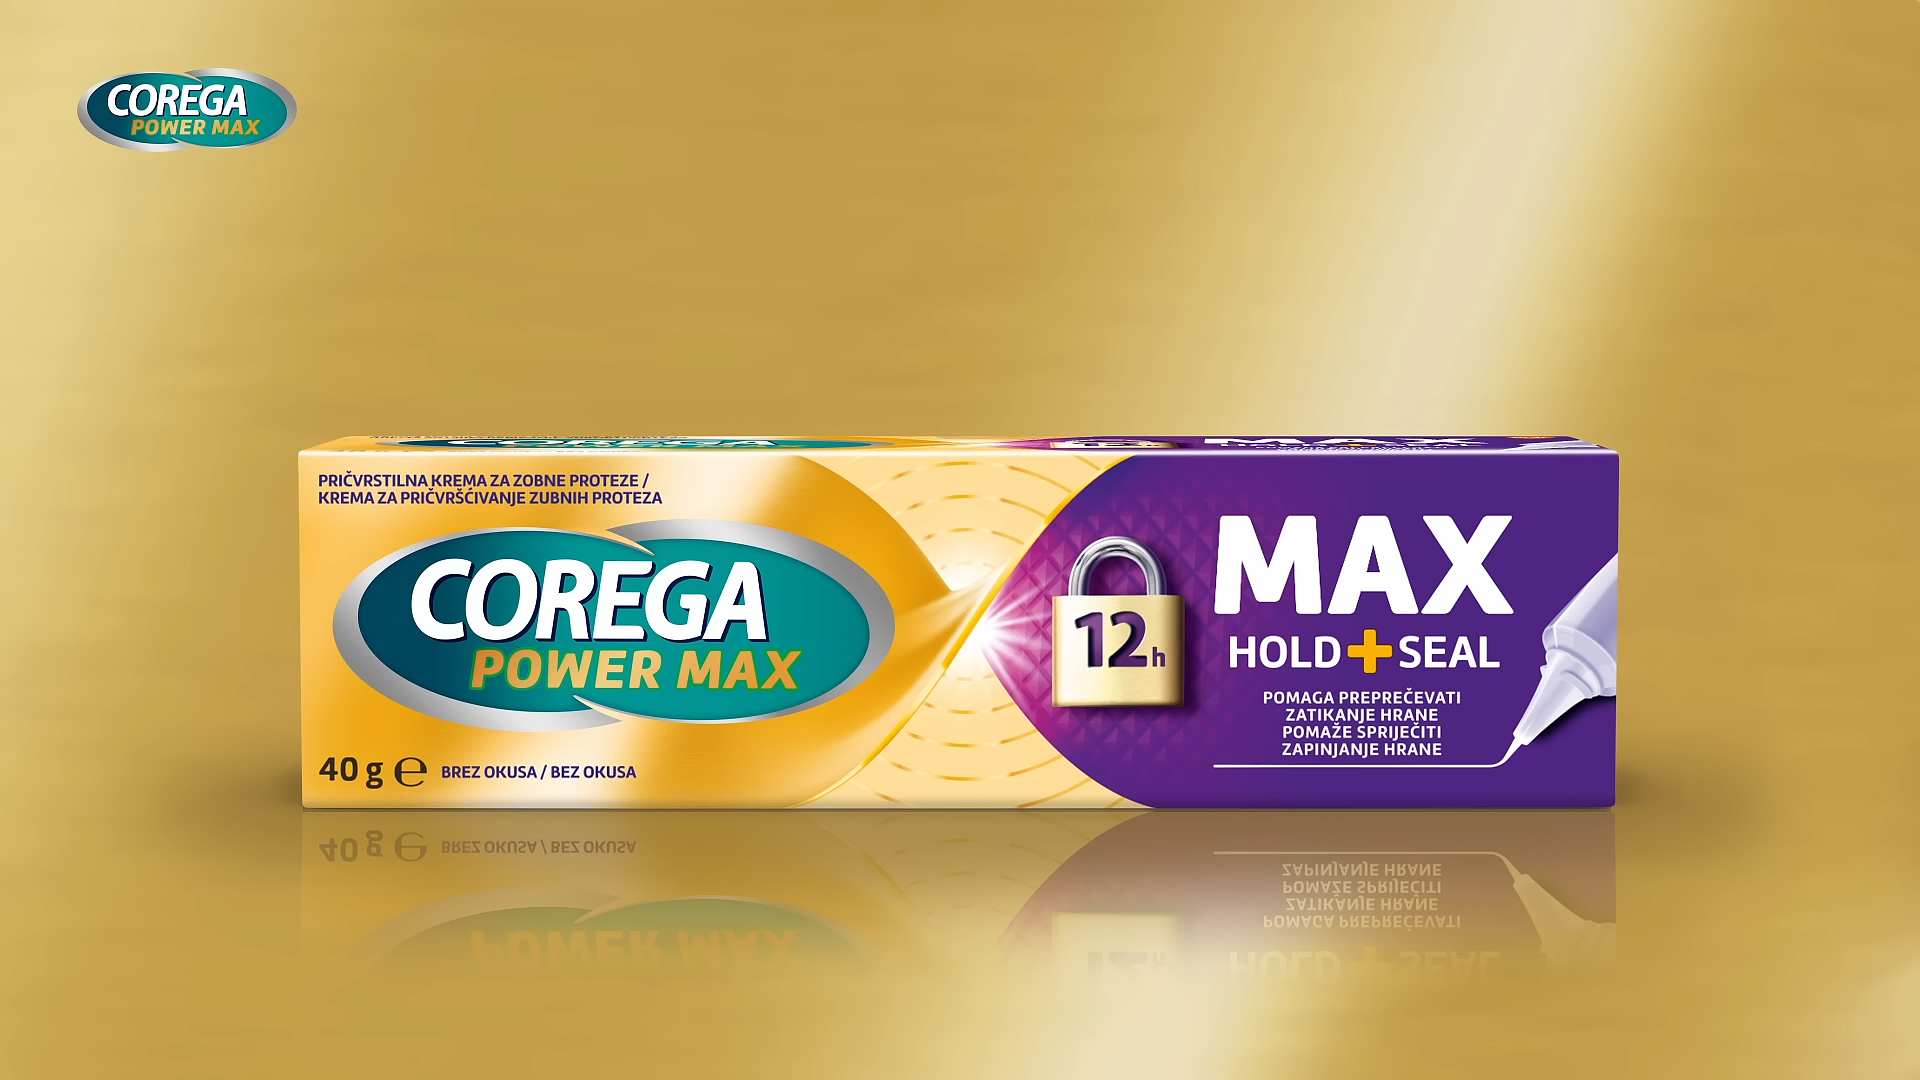 COREGA
POWER MAX
PRIČVRSTILNA KREMA ZA ZOBNE PROTEZE /
KREMA ZA PRIČVRŠĆIVANJE ZUBNIH PROTEZA
COREGA
POWER MAX
40 g ℮ BREZ OKUSA / BEZ OKUSA
12h
MAX
HOLD+SEAL
POMAGA PREPREČEVATI
ZATIKANJE HRANE
POMAŽE SPRIJEČITI
ZAPINJANJE HRANE